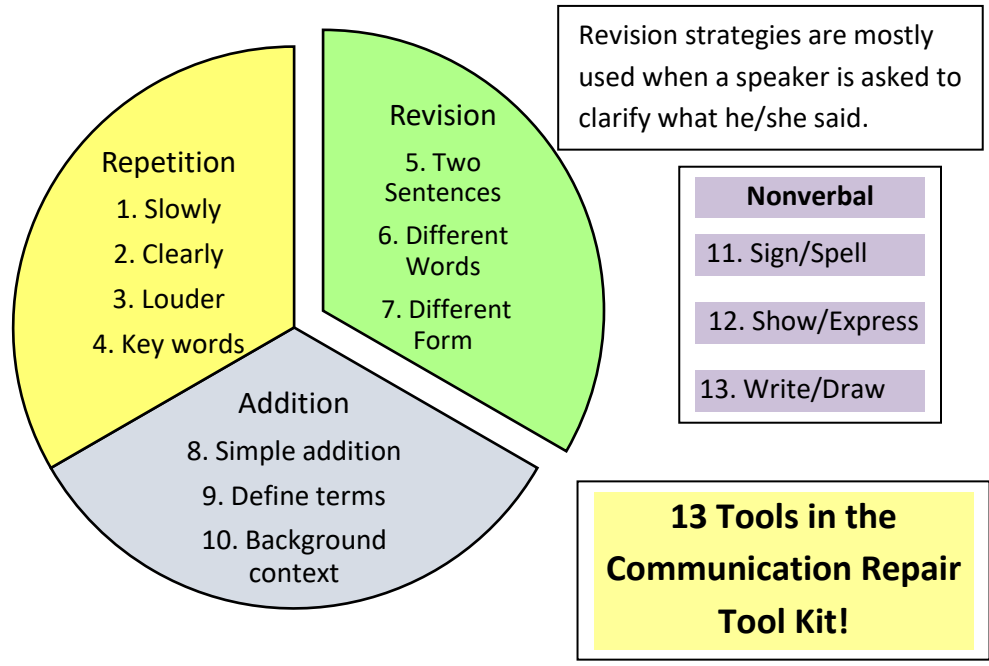 Repetition
1. Slowly
2. Clearly
3. Louder
4. Key words
Revision
5. Two
Sentences
6. Different
Words
7. Different
Form
Addition
8. Simple addition
9. Define terms
10. Background
context
Revision strategies are mostly
used when a speaker is asked to
clarify what he/she said.
Nonverbal
11. Sign/Spell
12. Show/Express
13. Write/Draw
13 Tools in the
Communication Repair
Tool Kit!